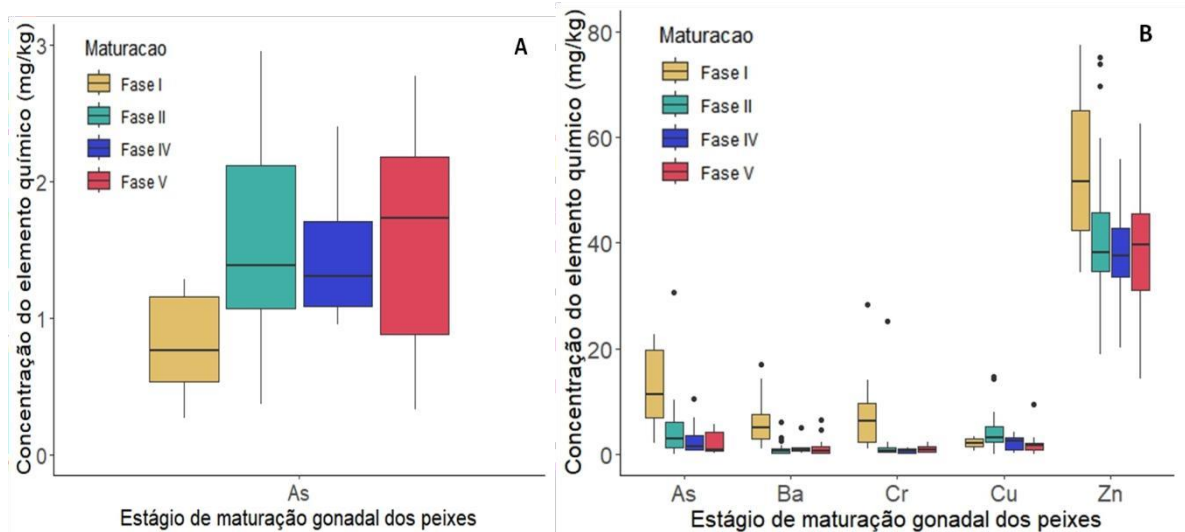 A
Concentração do elemento químico (mg/kg)
3
2
1
0
Maturacao
Fase I
Fase II
Fase IV
Fase V
As
Estágio de maturação gonadal dos peixes
B
Concentração do elemento químico (mg/kg)
80
60
40
20
0
Maturacao
Fase I
Fase II
Fase IV
Fase V
As Ba Cr Cu Zn
Estágio de maturação gonadal dos peixes